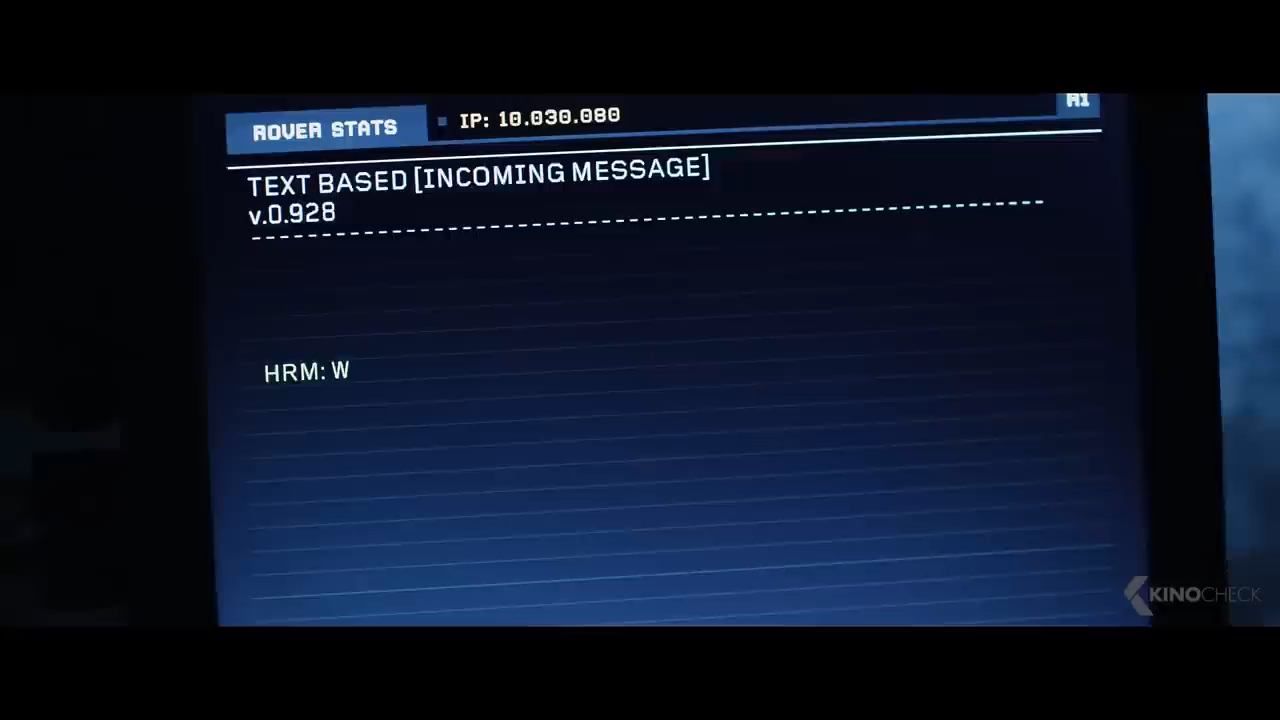 ROVER STATS
IP: 10.030.080
A1
TEXT BASED [INCOMING MESSAGE]
v.0.928
HRM: W
KINOCHECK